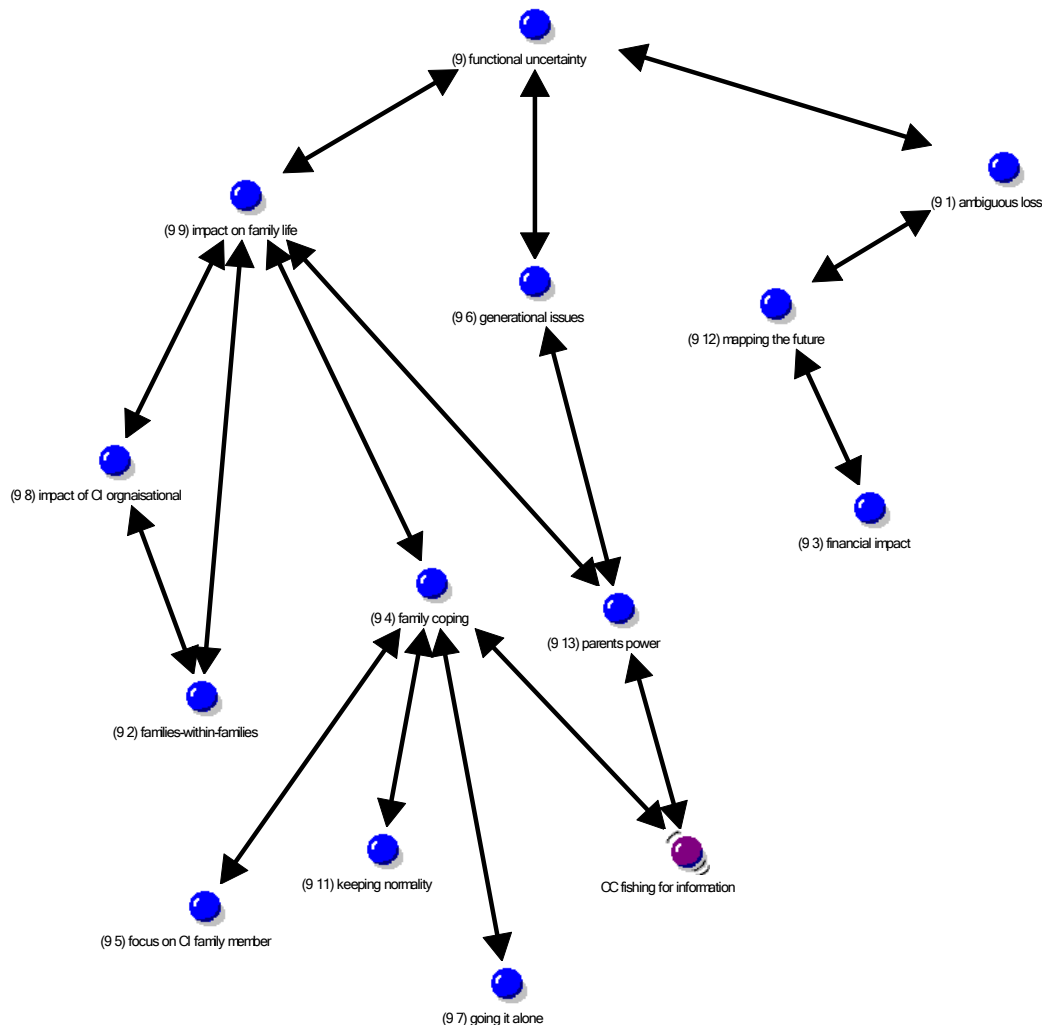 (9) functional uncertainty
(9 1) ambiguous loss
(9 9) impact on family life
(9 6) generational issues
(9 12) mapping the future
(9 8) impact of CI orgnaisational
(9 3) financial impact
(9 4) family coping
(9 13) parents power
(9 2) families-within-families
(9 11) keeping normality
CC fishing for information
(9 5) focus on CI family member
(9 7) going it alone